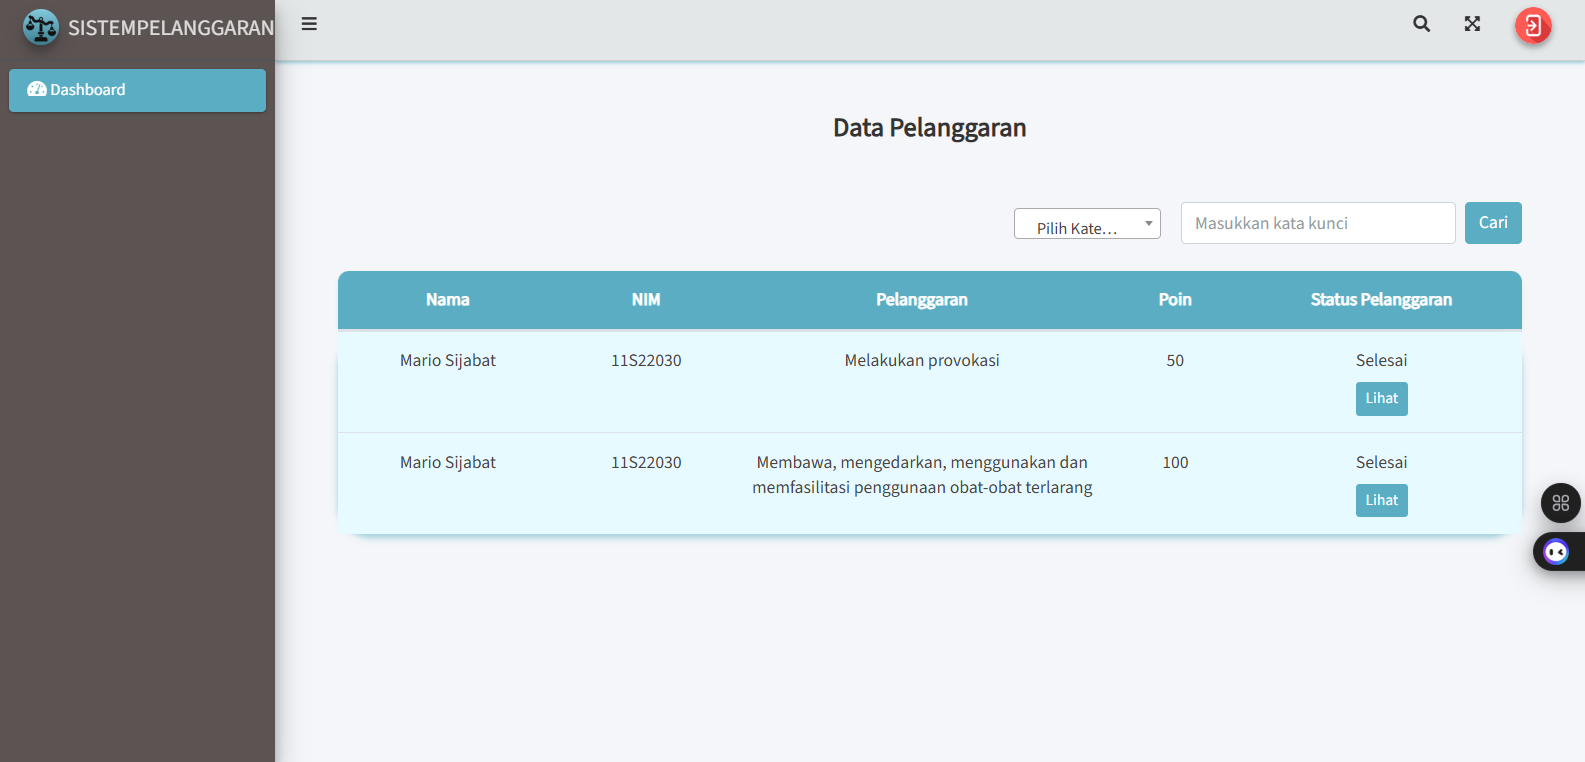 SISTEMPELANGGARAN
Dashboard
Data Pelanggaran
Pilih Kate...
Masukkan kata kunci
Cari
Nama NIM Pelanggaran Poin Status Pelanggaran
Mario Sijabat 11S22030 Melakukan provokasi 50 Selesai
Lihat
Mario Sijabat 11S22030 Membawa, mengedarkan, menggunakan dan 100 Selesai
memfasilitasi penggunaan obat-obat terlarang
Lihat